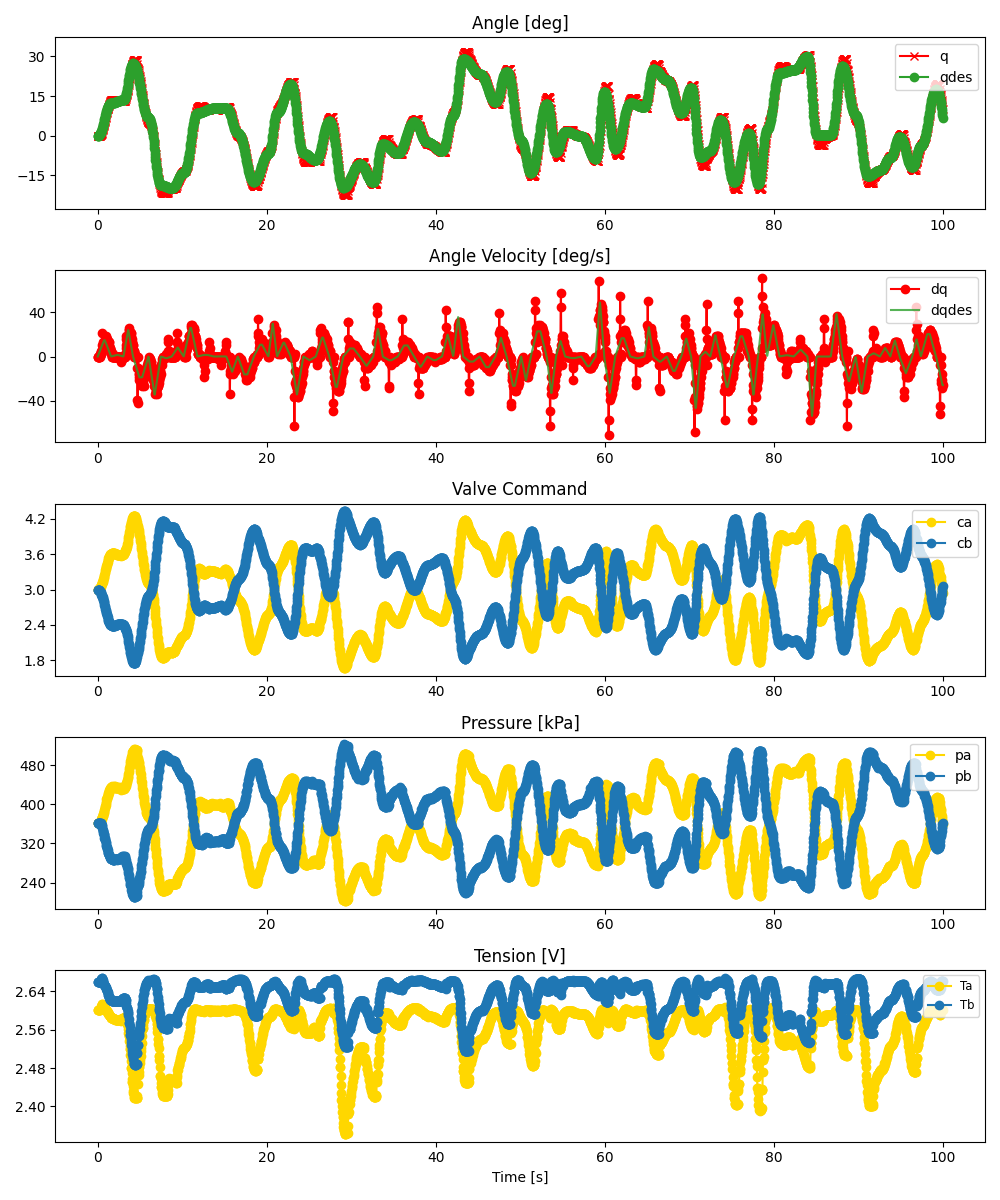 Angle [deg]
30
15
0
−15
q
qdes
0 20 40 60 80 100
Angle Velocity [deg/s]
40
0
−40
dq
dqdes
0 20 40 60 80 100
Valve Command
4.2
3.6
3.0
2.4
1.8
ca
cb
0 20 40 60 80 100
Pressure [kPa]
480
400
320
240
pa
pb
0 20 40 60 80 100
Tension [V]
2.64
2.56
2.48
2.40
Ta
Tb
0 20 40 60 80 100
Time [s]